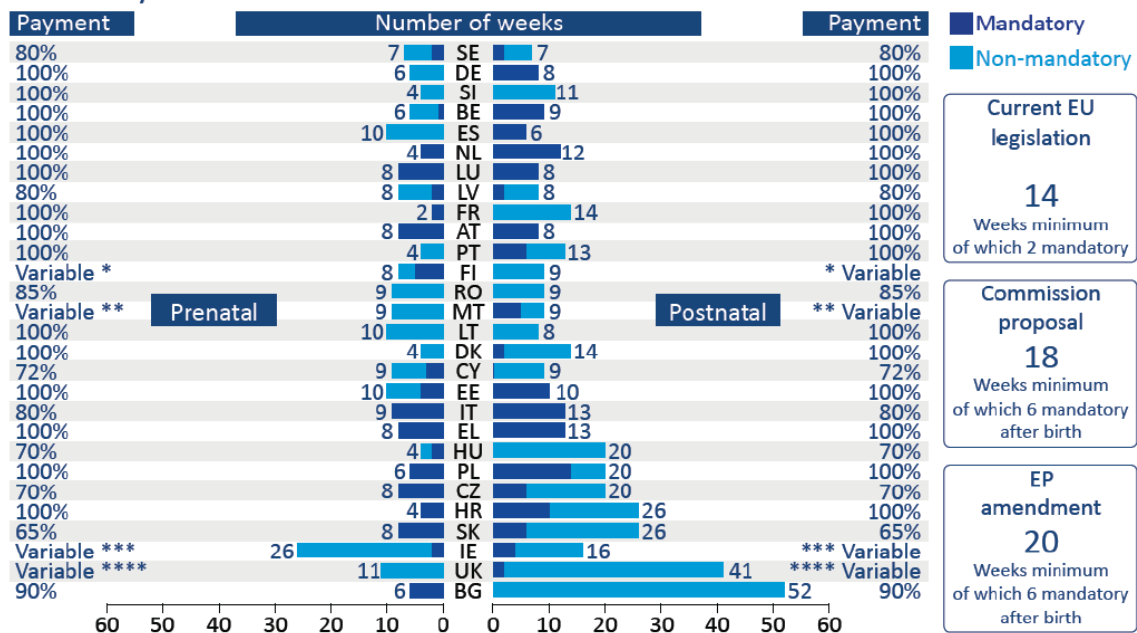 Payment Number of weeks Payment
Mandatory
Non-mandatory
80% 7 SE 7 80%
100% 6 DE 8 100%
100% 4 SI 11 100%
100% 6 BE 9 100%
100% 10 ES 6 100%
100% 4 NL 12 100%
100% 8 LU 8 100%
80% 8 LV 8 80%
100% 2 FR 14 100%
100% 8 AT 8 100%
100% 4 PT 13 100%
Variable * 8 FI 9 * Variable
85% 9 RO 9 85%
Variable ** 9 MT 9 ** Variable
Prenatal Postnatal
100% 10 LT 8 100%
100% 4 DK 14 100%
72% 9 CY 9 72%
100% 10 EE 10 100%
80% 9 IT 13 80%
100% 8 EL 13 100%
70% 4 HU 20 70%
100% 6 PL 20 100%
70% 8 CZ 20 70%
100% 4 HR 26 100%
65% 8 SK 26 65%
Variable *** 26 IE 16 *** Variable
Variable **** 11 UK 41 **** Variable
90% 6 BG 52 90%
60 50 40 30 20 10 0 0 10 20 30 40 50 60
Current EU
legislation
14
Weeks minimum
of which 2 mandatory
Commission
proposal
18
Weeks minimum
of which 6 mandatory
after birth
EP
amendment
20
Weeks minimum
of which 6 mandatory
after birth